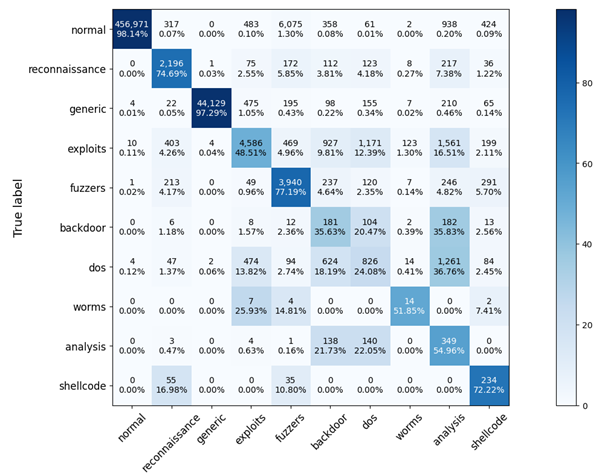 normal 456,971 317 0 483 6,075 358 61 2 938 424
98.14% 0.07% 0.00% 0.10% 1.30% 0.08% 0.01% 0.00% 0.20% 0.09%
reconnaissance 0 2,196 1 75 172 112 123 8 217 36
0.00% 74.69% 0.03% 2.55% 5.85% 3.81% 4.18% 0.27% 7.38% 1.22%
generic 4 22 44,129 475 195 98 155 7 210 65
0.01% 0.05% 97.29% 1.05% 0.43% 0.22% 0.34% 0.02% 0.46% 0.14%
exploits 10 403 4 4,586 469 927 1,171 123 1,561 199
0.11% 4.26% 0.04% 48.51% 4.96% 9.81% 12.39% 1.30% 16.51% 2.11%
fuzzers 1 213 0 49 3,940 237 120 7 246 291
0.02% 4.17% 0.00% 0.96% 77.19% 4.64% 2.35% 0.14% 4.82% 5.70%
backdoor 0 6 0 8 12 181 104 2 182 13
0.00% 1.18% 0.00% 1.57% 2.36% 35.63% 20.47% 0.39% 35.83% 2.56%
dos 4 47 2 474 94 624 826 14 1,261 84
0.12% 1.37% 0.06% 13.82% 2.74% 18.19% 24.08% 0.41% 36.76% 2.45%
worms 0 0 0 7 4 0 0 14 0 2
0.00% 0.00% 0.00% 25.93% 14.81% 0.00% 0.00% 51.85% 0.00% 7.41%
analysis 0 3 0 4 1 138 140 0 349 0
0.00% 0.47% 0.00% 0.63% 0.16% 21.73% 22.05% 0.00% 54.96% 0.00%
shellcode 0 55 0 0 35 0 0 0 0 234
0.00% 16.98% 0.00% 0.00% 10.80% 0.00% 0.00% 0.00% 0.00% 72.22%
normal reconnaissance generic exploits fuzzers backdoor dos worms analysis shellcode
True label
80
60
40
20
0